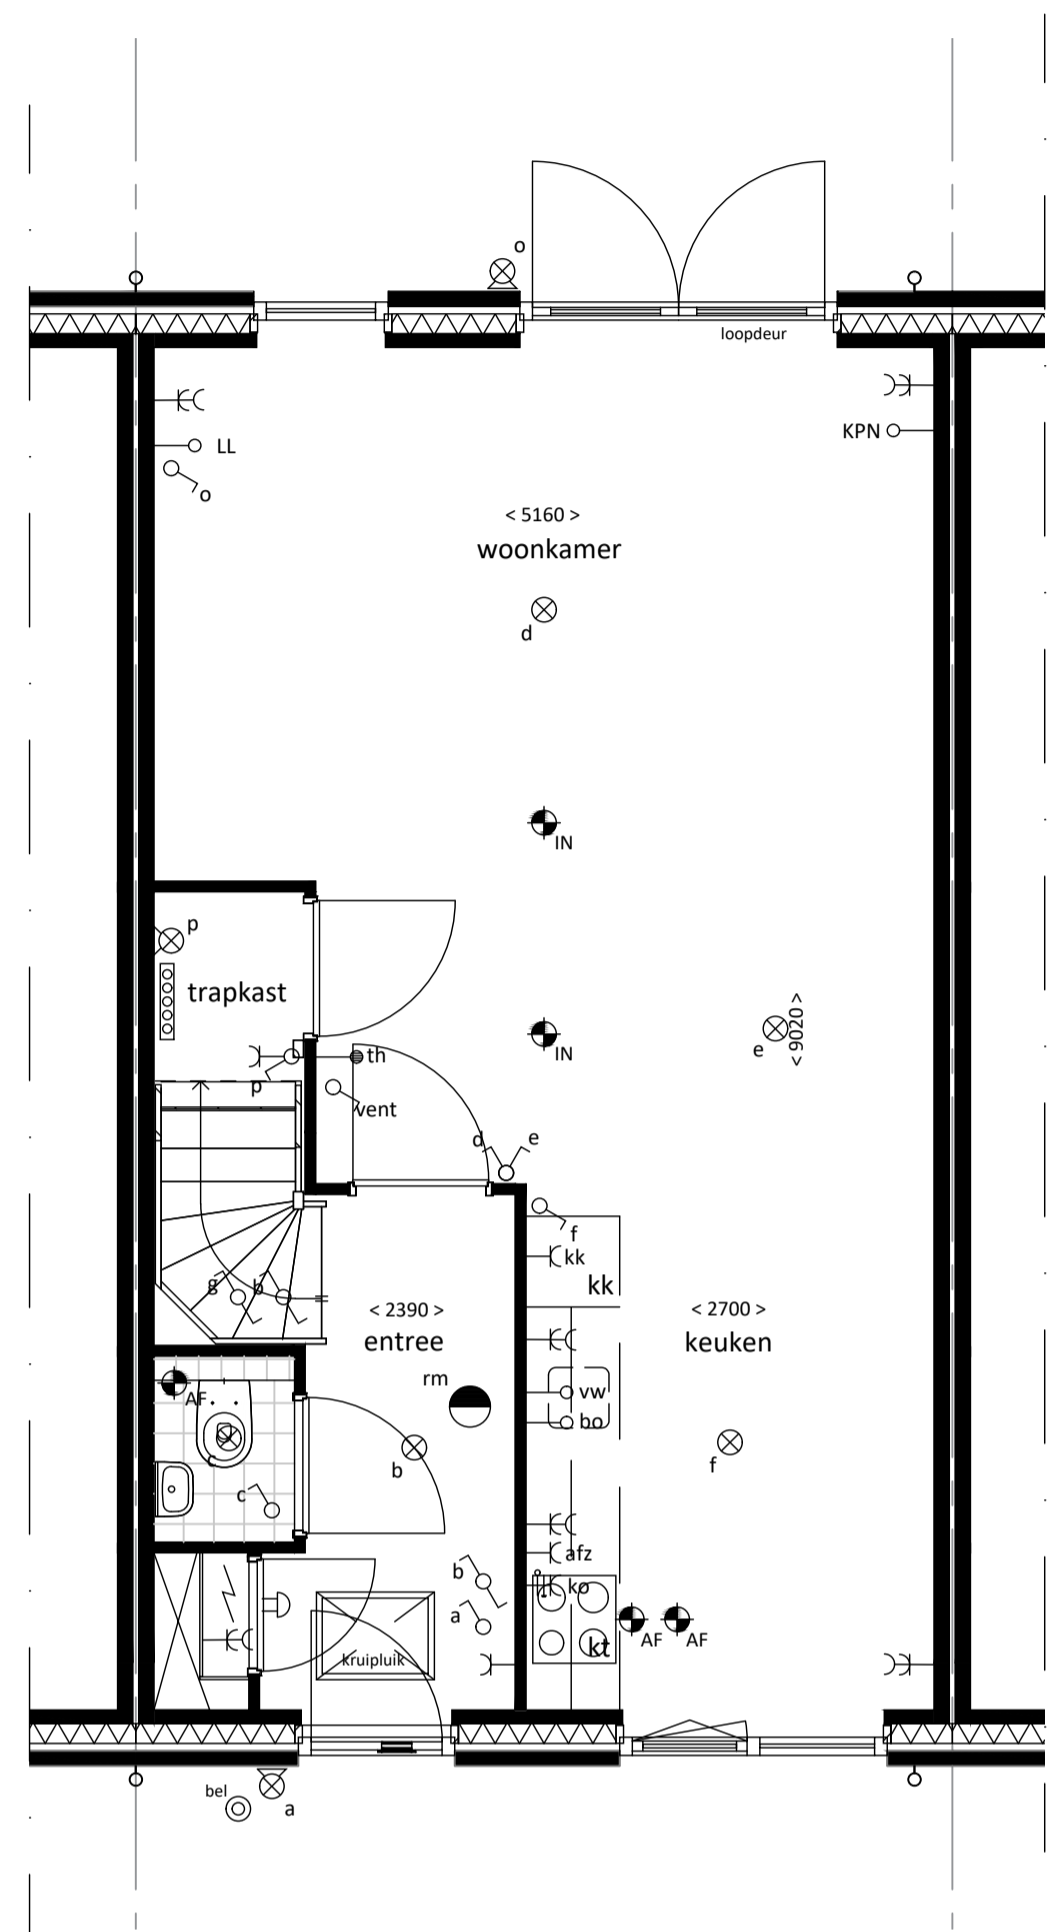 o
loopdeur
LL
KPN
o
< 5160 >
woonkamer
d
IN
p
trapkast
IN
e
< 9020 >
th
p
vent
d
e
f
kk
kk
g
b
< 2390 >
entree
< 2700 >
keuken
rm
vw
AF
bo
c
b
f
c
afz
b
ko
a
AF
AF
kt
kruipluik
bel
a